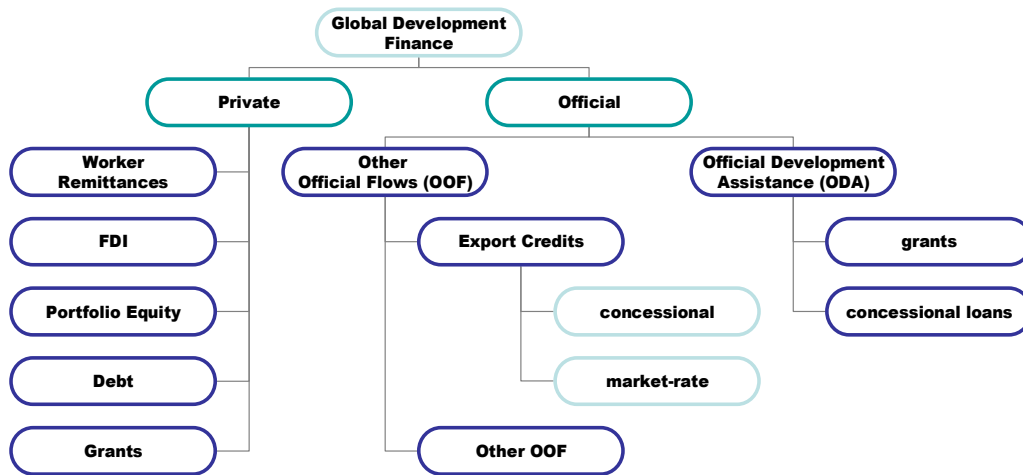 Global Development
Finance
Private
Official
Worker
Remittances
Other
Official Flows (OOF)
Official Development
Assistance (ODA)
FDI
Export Credits
grants
Portfolio Equity
concessional
concessional loans
Debt
market-rate
Grants
Other OOF